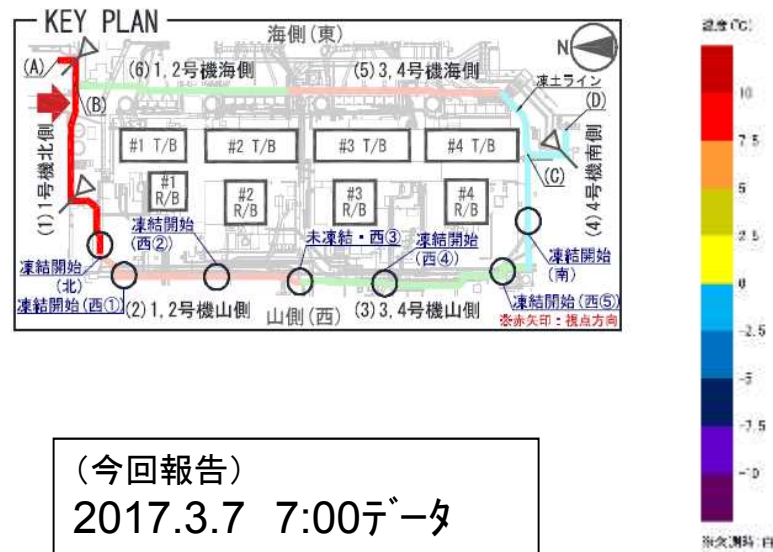 KEY PLAN
海側(東)
N
(A)
(6)1,2号機海側
(5)3,4号機海側
凍土ライン
(D)
(B)
(1)1号機北側
#1 T/B
#2 T/B
#3 T/B
#4 T/B
(C)
(4)4号機南側
#1
R/B
#2
R/B
#3
R/B
#4
R/B
凍結開始
(西②)
未凍結・西③
凍結開始
(西④)
凍結開始
(南)
凍結開始
(北)
凍結開始(西①)
(2)1,2号機山側
山側(西)
(3)3,4号機山側
凍結開始(西⑤)
※赤矢印:視点方向
(今回報告)
2017.3.7 7:00データ
温度(℃)
10
7.5
5
2.5
0
-2.5
-5
-7.5
-10
※欠測時:白